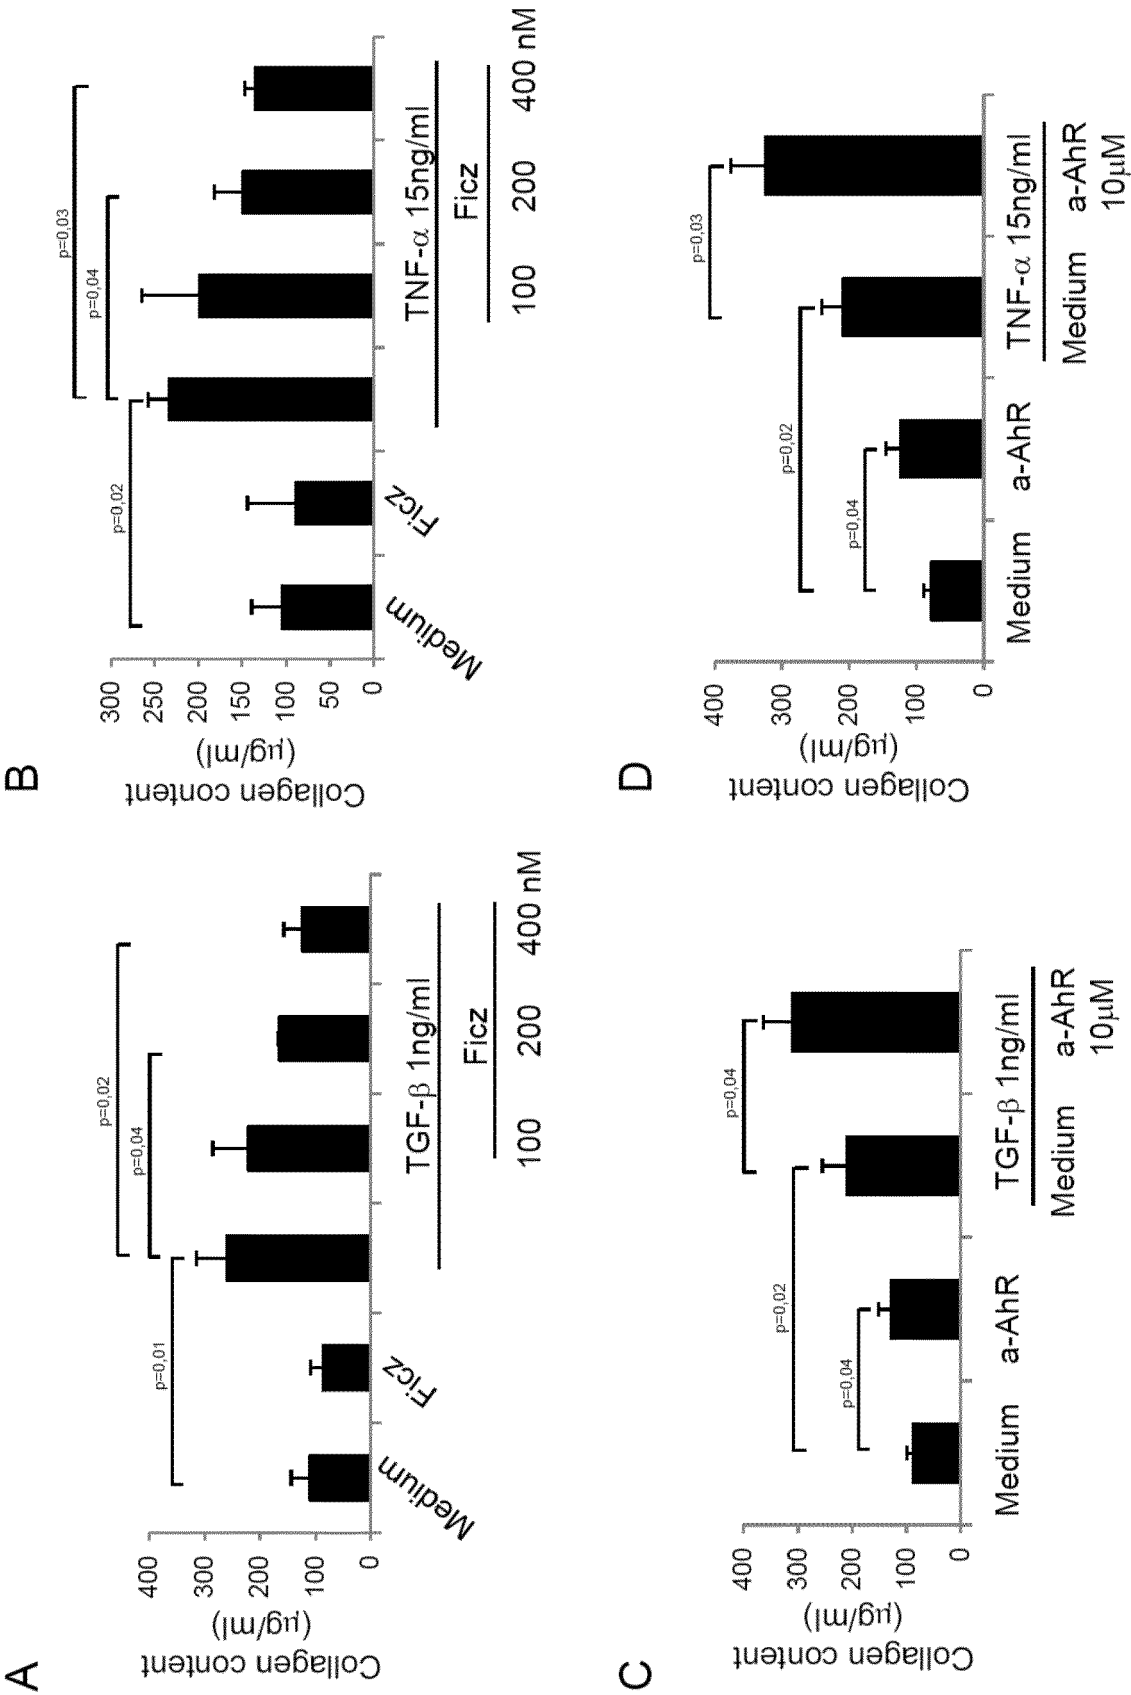 A
Collagen content
(μg/ml)
400
300
200
100
0
p=0,01
p=0,04
p=0,02
Medium
Ficz
TGF-β 1ng/ml
Ficz
100 200 400 nM
B
Collagen content
(μg/ml)
300
250
200
150
100
50
0
p=0,02
p=0,04
p=0,03
Medium
Ficz
TNF-α 15ng/ml
Ficz
100 200 400 nM
C
Collagen content
(μg/ml)
400
300
200
100
0
p=0,04
p=0,02
p=0,04
Medium a-AhR
TGF-β 1ng/ml
Medium a-AhR
10μM
D
Collagen content
(μg/ml)
400
300
200
100
0
p=0,04
p=0,02
p=0,03
Medium a-AhR
TNF-α 15ng/ml
Medium a-AhR
10μM